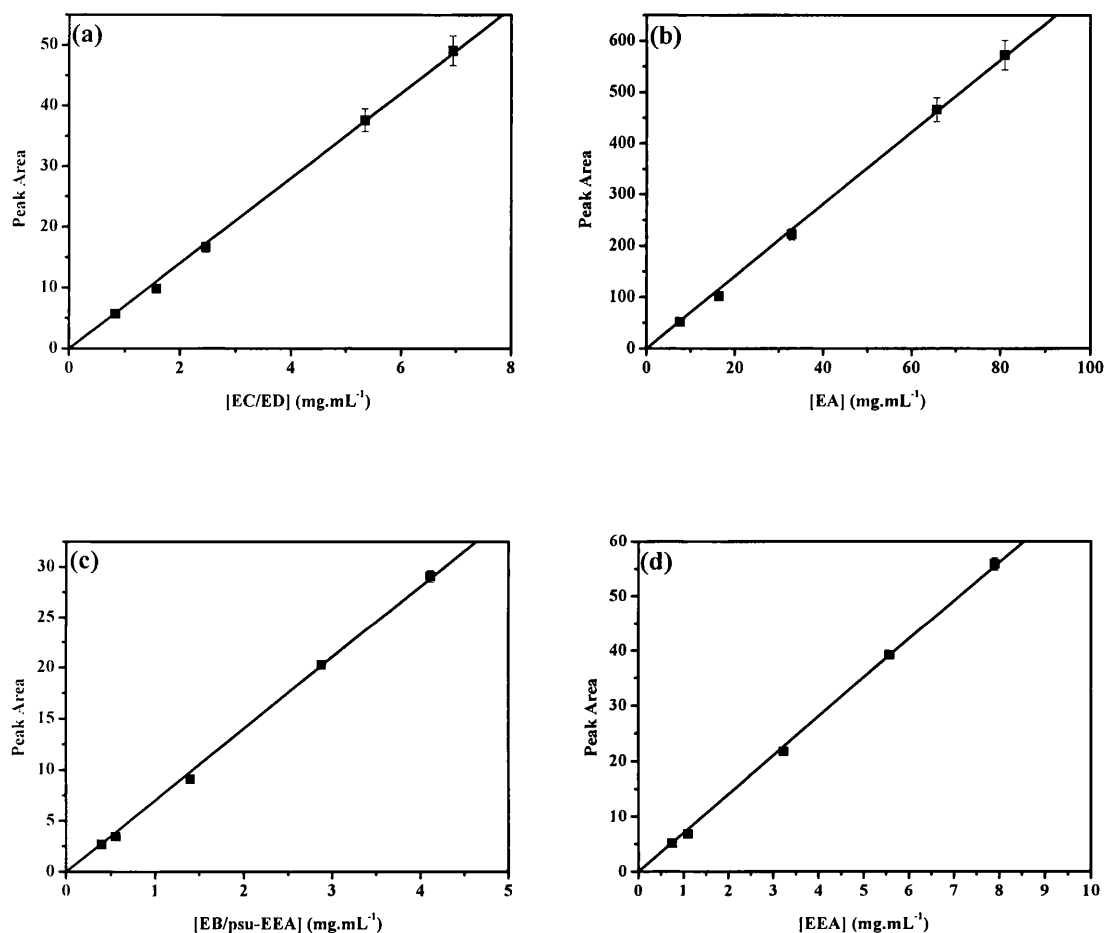 (a)
50
40
30
20
10
0
Peak Area
0 2 4 6 8
[EC/ED] (mg.mL⁻¹)
(b)
600
500
400
300
200
100
0
Peak Area
0 20 40 60 80 100
[EA] (mg.mL⁻¹)
(c)
30
25
20
15
10
5
0
Peak Area
0 1 2 3 4 5
[EB/psu-EEA] (mg.mL⁻¹)
(d)
60
50
40
30
20
10
0
Peak Area
0 1 2 3 4 5 6 7 8 9 10
[EEA] (mg.mL⁻¹)